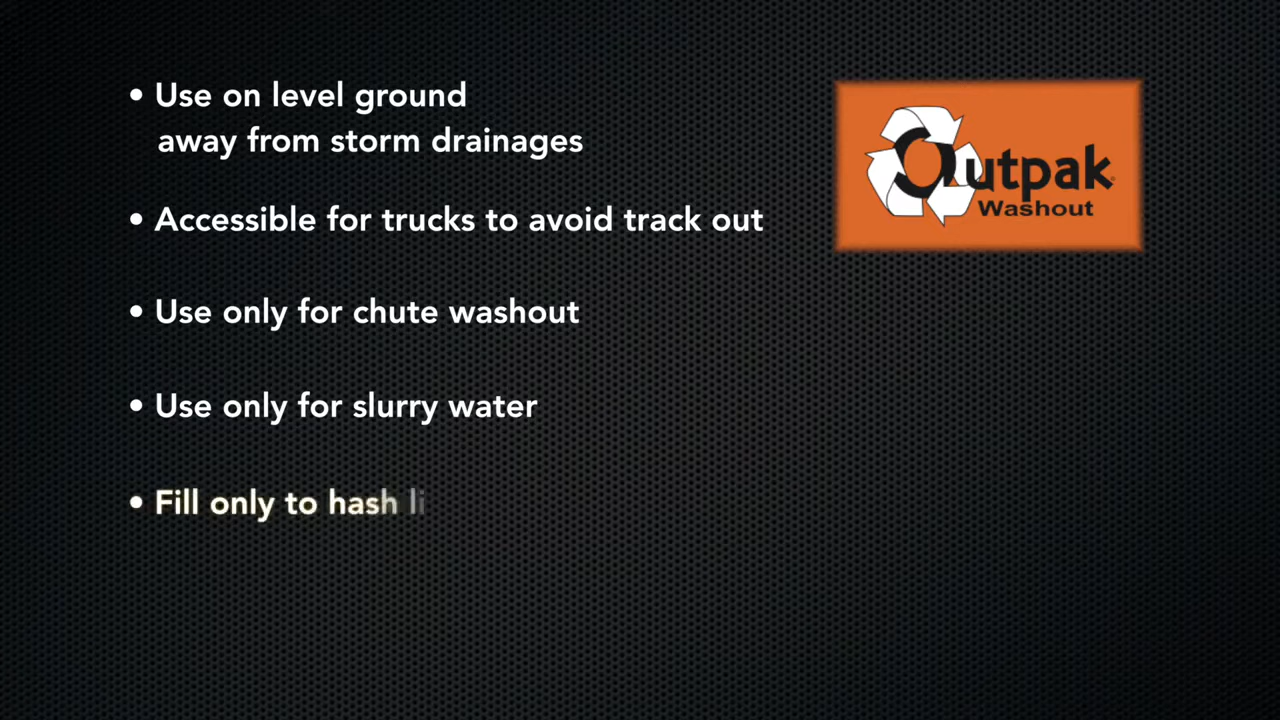 • Use on level ground
away from storm drainages
• Accessible for trucks to avoid track out
• Use only for chute washout
• Use only for slurry water
• Fill only to hash li
Outpak
Washout